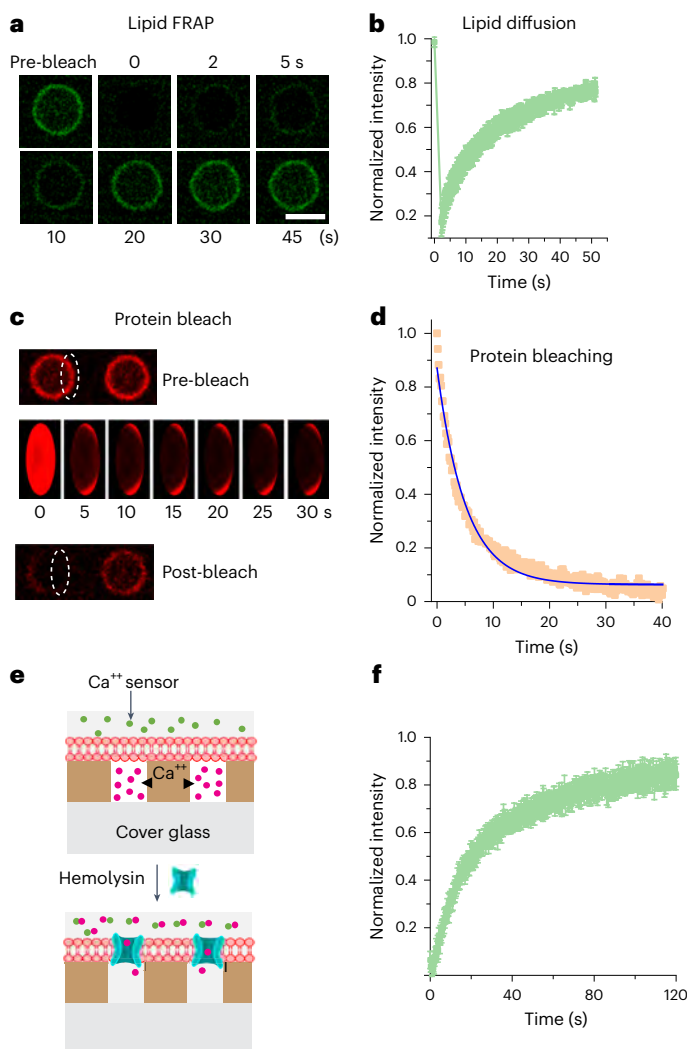 a
Lipid FRAP
Pre-bleach 0 2 5 s
10 20 30 45 (s)
b
Lipid diffusion
Normalized intensity
1.0
0.8
0.6
0.4
0.2
0 10 20 30 40 50
Time (s)
c
Protein bleach
Pre-bleach
0 5 10 15 20 25 30 s
Post-bleach
d
Protein bleaching
Normalized intensity
1.0
0.8
0.6
0.4
0.2
0
0 10 20 30 40
Time (s)
e
Ca++ sensor
Ca++
Cover glass
Hemolysin
f
Normalized intensity
1.0
0.8
0.6
0.4
0.2
0 40 80 120
Time (s)